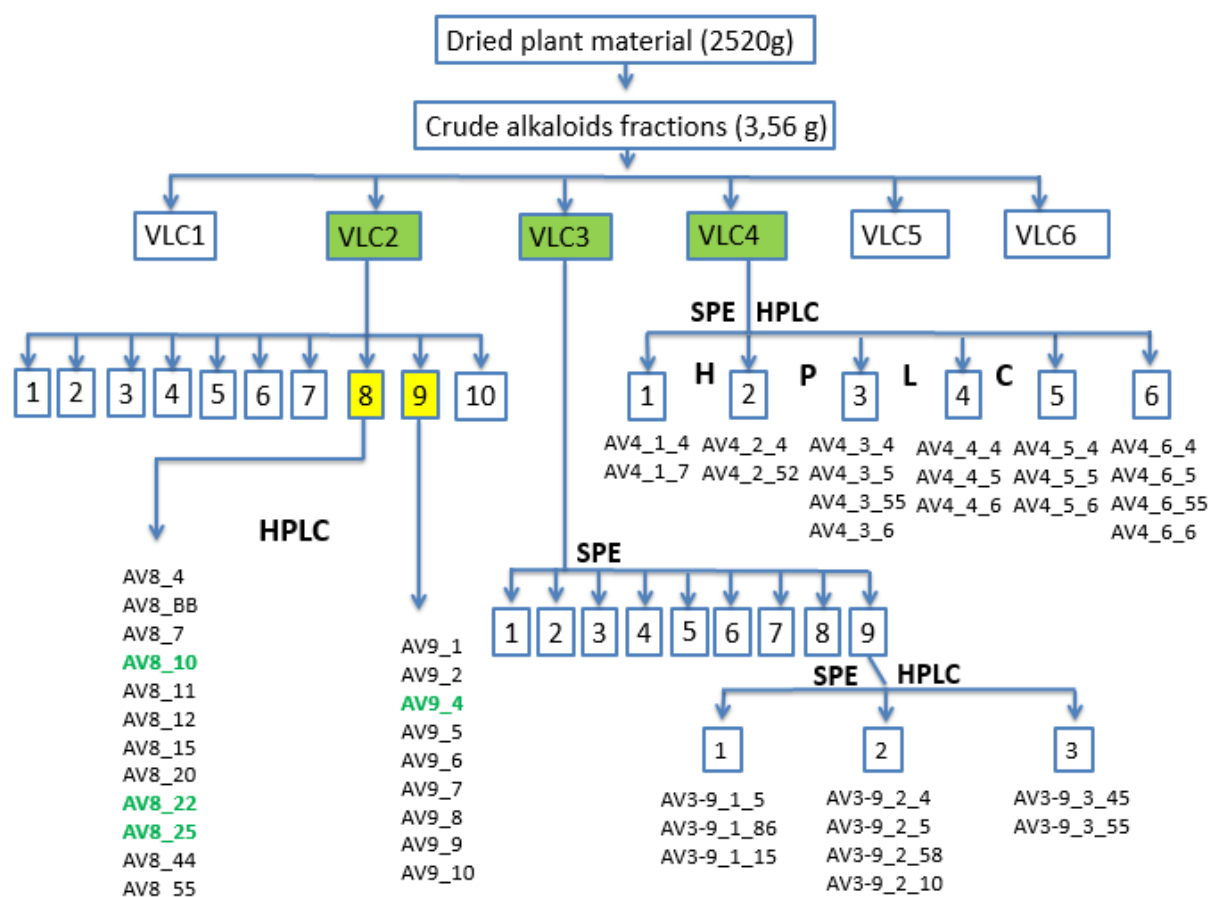 Dried plant material (2520g)
Crude alkaloids fractions (3,56 g)
VLC1
VLC2
VLC3
VLC4
VLC5
VLC6
SPE HPLC
1 2 3 4 5 6 7 8 9 10
H P L C
1 2 3 4 5 6
AV4_1_4
AV4_1_7
AV4_2_4
AV4_2_52
AV4_3_4
AV4_3_5
AV4_3_55
AV4_3_6
AV4_4_4
AV4_4_5
AV4_4_6
AV4_5_4
AV4_5_5
AV4_5_6
AV4_6_4
AV4_6_5
AV4_6_55
AV4_6_6
HPLC
AV8_4
AV8_BB
AV8_7
AV8_10
AV8_11
AV8_12
AV8_15
AV8_20
AV8_22
AV8_25
AV8_44
AV8_55
AV9_1
AV9_2
AV9_4
AV9_5
AV9_6
AV9_7
AV9_8
AV9_9
AV9_10
SPE
1 2 3 4 5 6 7 8 9
SPE HPLC
1
2
3
AV3-9_1_5
AV3-9_1_86
AV3-9_1_15
AV3-9_2_4
AV3-9_2_5
AV3-9_2_58
AV3-9_2_10
AV3-9_3_45
AV3-9_3_55